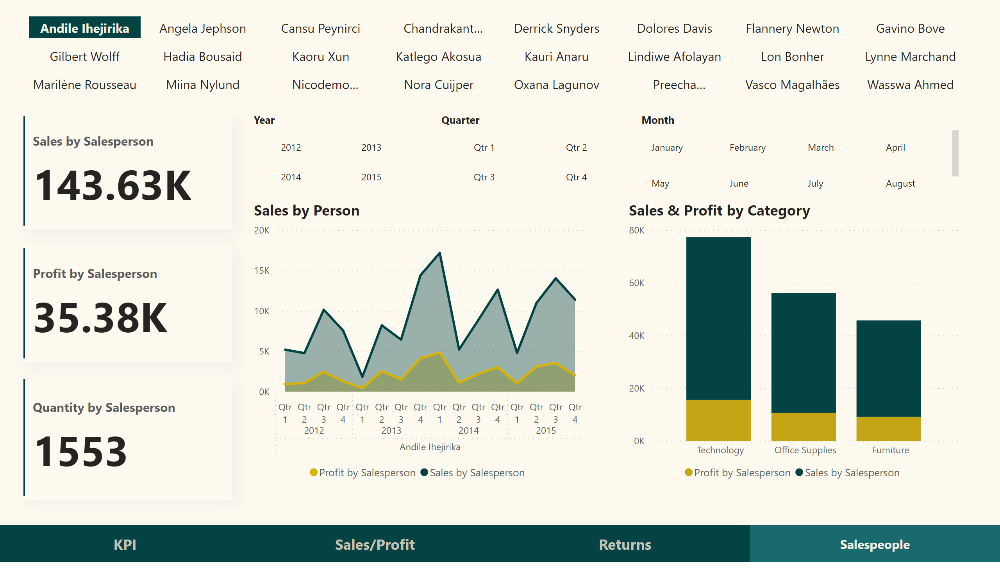 Andile Ihejirika Angela Jephson Cansu Peynirci Chandrakant... Derrick Snyders Dolores Davis Flannery Newton Gavino Bove
Gilbert Wolff Hadia Bousaid Kaoru Xun Katlego Akosua Kauri Anaru Lindiwe Afolayan Lon Bonher Lynne Marchand
Marilène Rousseau Miina Nylund Nicodemo... Nora Cuijper Oxana Lagunov Preecha... Vasco Magalhães Wasswa Ahmed
Sales by Salesperson
143.63K
Profit by Salesperson
35.38K
Quantity by Salesperson
1553
Year
2012 2013
2014 2015
Quarter
Qtr 1 Qtr 2
Qtr 3 Qtr 4
Month
January February March April
May June July August
Sales by Person
20K
15K
10K
5K
0K
Qtr Qtr Qtr Qtr Qtr Qtr Qtr Qtr Qtr Qtr Qtr Qtr Qtr Qtr Qtr Qtr
1 2 3 4 1 2 3 4 1 2 3 4 1 2 3 4
2012 2013 2014 2015
Andile Ihejirika
Profit by Salesperson Sales by Salesperson
Sales & Profit by Category
80K
60K
40K
20K
0K
Technology Office Supplies Furniture
Profit by Salesperson Sales by Salesperson
KPI Sales/Profit Returns Salespeople